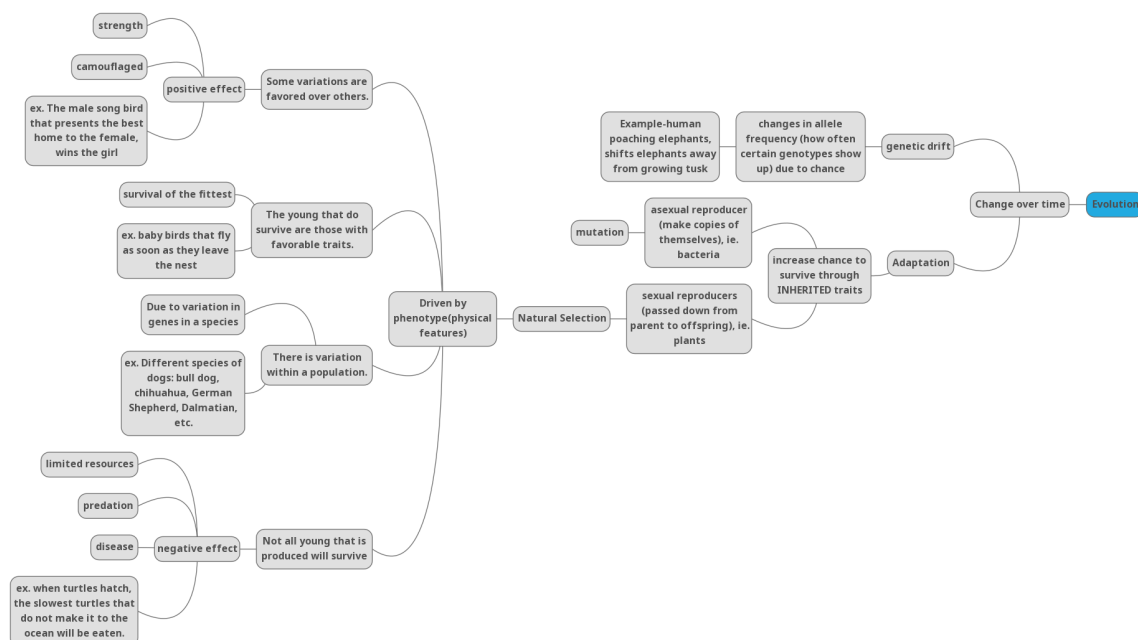 strength
camouflaged
positive effect
ex. The male song bird
that presents the best
home to the female,
wins the girl
Some variations are
favored over others.
survival of the fittest
ex. baby birds that fly
as soon as they leave
the nest
The young that do
survive are those with
favorable traits.
Due to variation in
genes in a species
ex. Different species of
dogs: bull dog,
chihuahua, German
Shepherd, Dalmatian,
etc.
There is variation
within a population.
limited resources
predation
disease
negative effect
ex. when turtles hatch,
the slowest turtles that
do not make it to the
ocean will be eaten.
Not all young that is
produced will survive
Driven by
phenotype(physical
features)
Natural Selection
sexual reproducers
(passed down from
parent to offspring), ie.
plants
mutation
asexual reproducer
(make copies of
themselves), ie.
bacteria
increase chance to
survive through
INHERITED traits
Adaptation
Example-human
poaching elephants,
shifts elephants away
from growing tusk
changes in allele
frequency (how often
certain genotypes show
up) due to chance
genetic drift
Change over time
Evolution